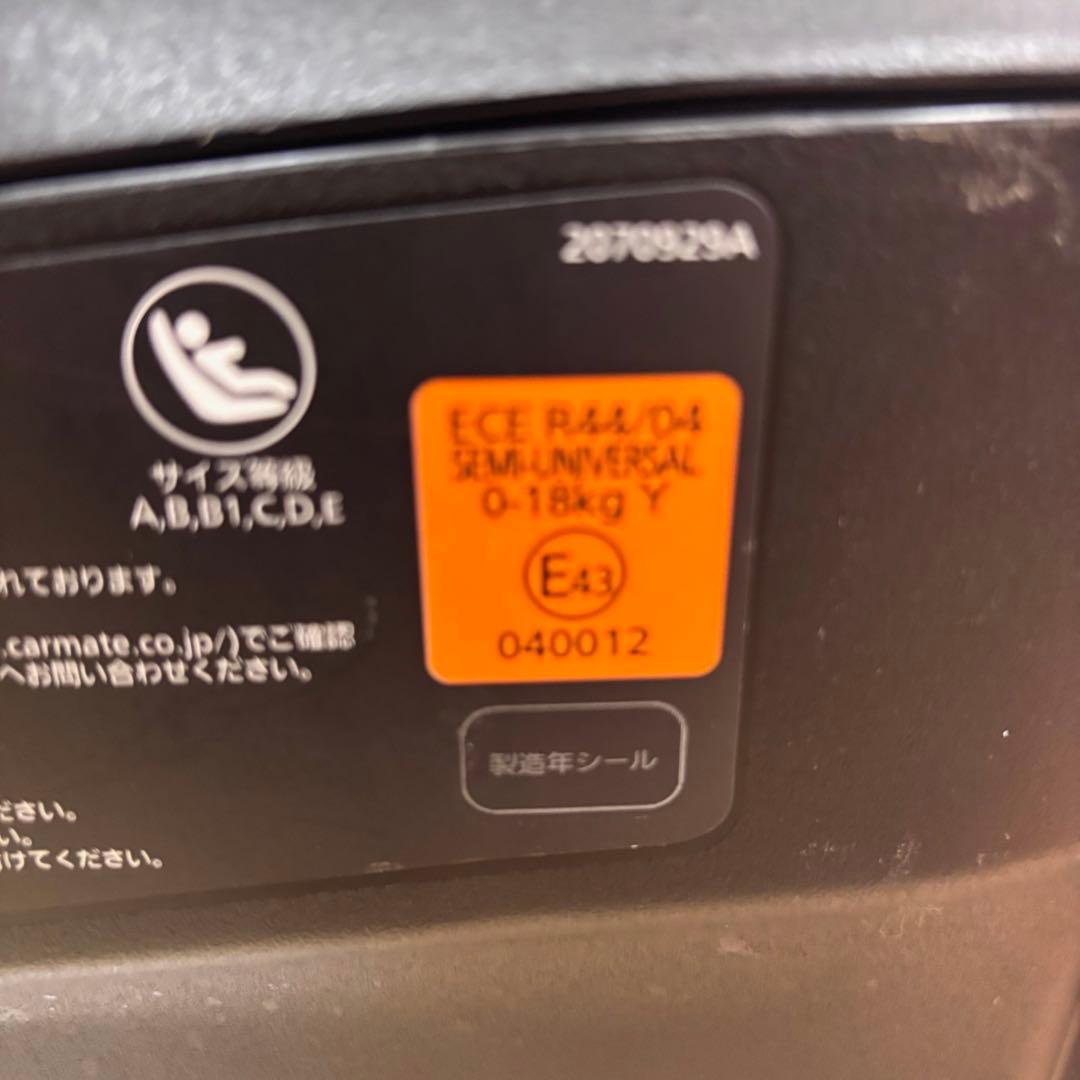 2070929A
サイズ等級
A,B,B1,C,D,E
ECE R44/04
SEMI-UNIVERSAL
0-18kg Y
E43
040012
れております。
.carmate.co.jp/)でご確認
へお問い合わせください。
製造年シール
ださい。
い。
付けてください。